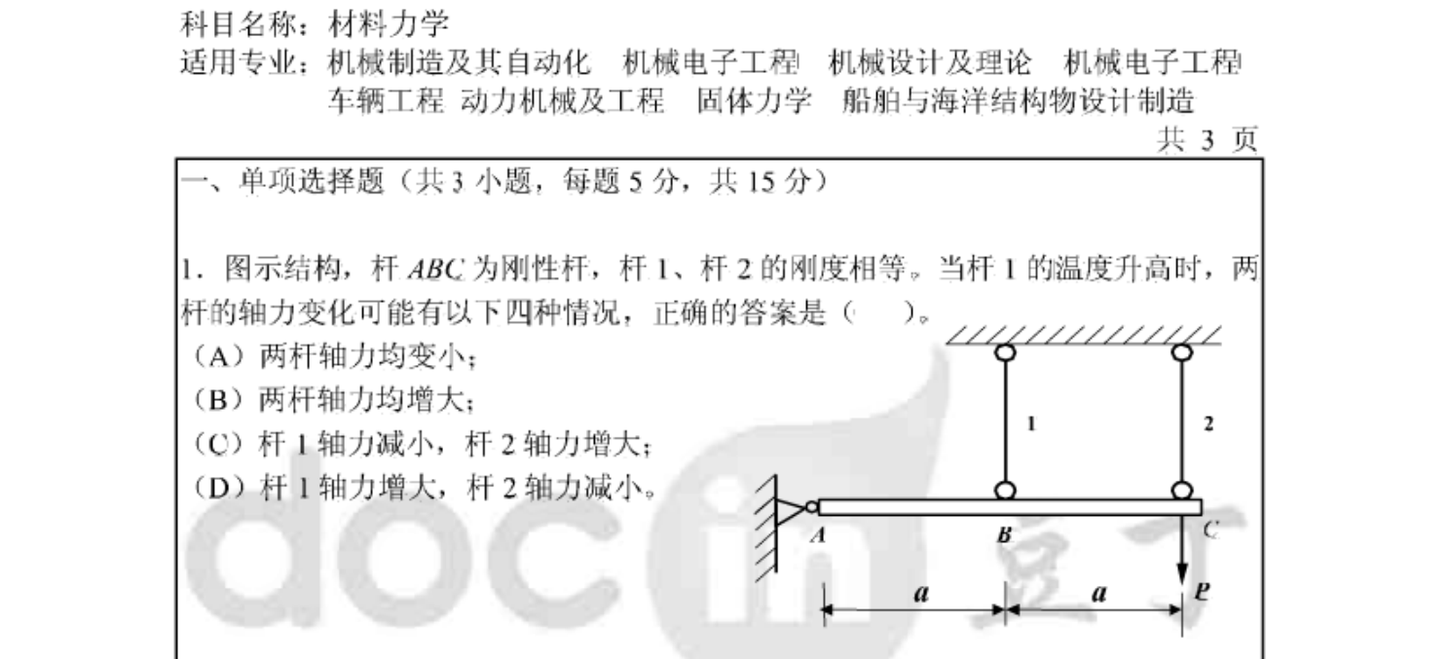 科目名称：材料力学
适用专业：机械制造及其自动化 机械电子工程 机械设计及理论 机械电子工程
车辆工程 动力机械及工程 固体力学 船舶与海洋结构物设计制造
共 3 页
一、单项选择题（共 3 小题，每题 5 分，共 15 分）
1．图示结构，杆 ABC 为刚性杆，杆 1、杆 2 的刚度相等。当杆 1 的温度升高时，两
杆的轴力变化可能有以下四种情况，正确的答案是（ ）。
（A）两杆轴力均变小；
（B）两杆轴力均增大；
（C）杆 1 轴力减小，杆 2 轴力增大；
（D）杆 1 轴力增大，杆 2 轴力减小。
1 2
A B C
a a P
docin 豆丁